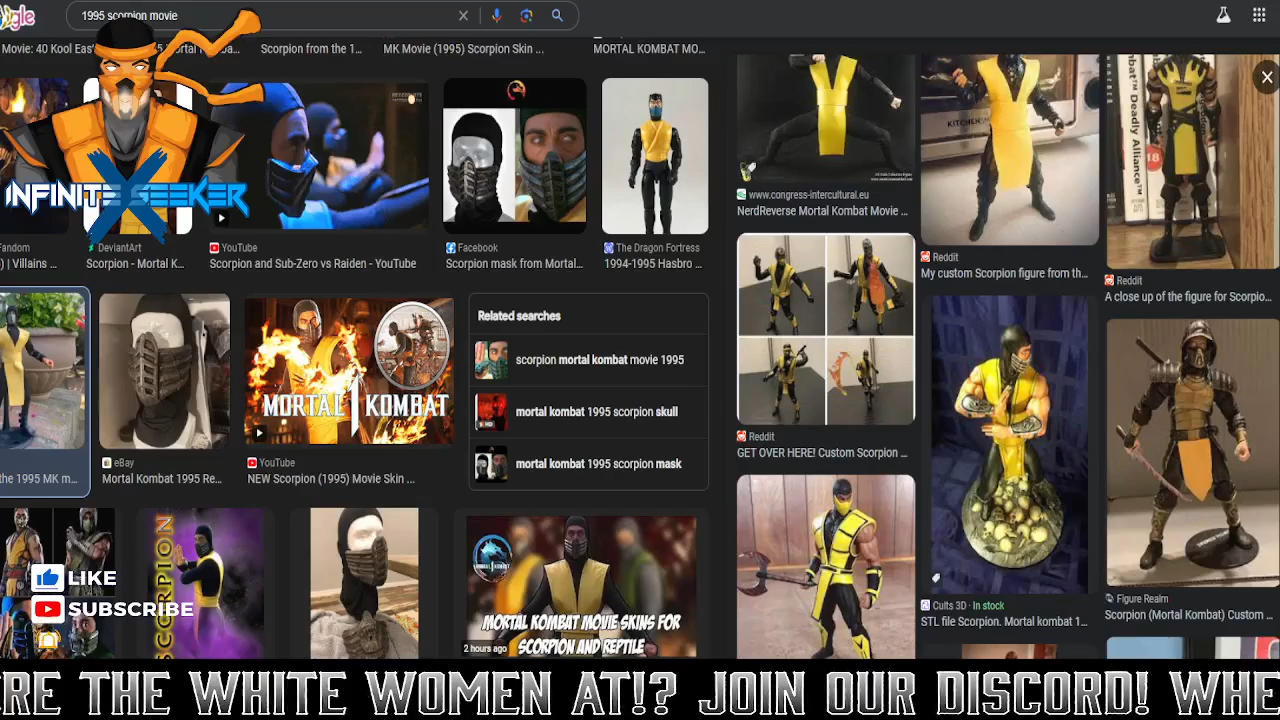 gle
1995 scorpion movie
Movie: 40 Kool Eas
Scorpion from the 1...
MK Movie (1995) Scorpion Skin ...
MORTAL KOMBAT MO...
INFINITE SEEKER
X
andom
) | Villains ...
DeviantArt
Scorpion - Mortal K...
YouTube
Scorpion and Sub-Zero vs Raiden - YouTube
Facebook
Scorpion mask from Mortal...
The Dragon Fortress
1994-1995 Hasbro ...
the 1995 MK m...
eBay
Mortal Kombat 1995 Re...
MORTAL KOMBAT
YouTube
NEW Scorpion (1995) Movie Skin ...
Related searches
scorpion mortal kombat movie 1995
mortal kombat 1995 scorpion skull
mortal kombat 1995 scorpion mask
SCORPION
MORTAL KOMBAT MOVIE SKINS FOR
SCORPION AND REPTILE
2 hours ago
LIKE
SUBSCRIBE
www.congress-intercultural.eu
NerdReverse Mortal Kombat Movie ...
KITCHEN
Reddit
My custom Scorpion figure from th...
mbat Deadly Alliance
18
Reddit
A close up of the figure for Scorpio...
Reddit
GET OVER HERE! Custom Scorpion ...
Cults 3D · In stock
STL file Scorpion. Mortal kombat 1...
Figure Realm
Scorpion (Mortal Kombat) Custom ...
RE THE WHITE WOMEN AT!? JOIN OUR DISCORD! WHE